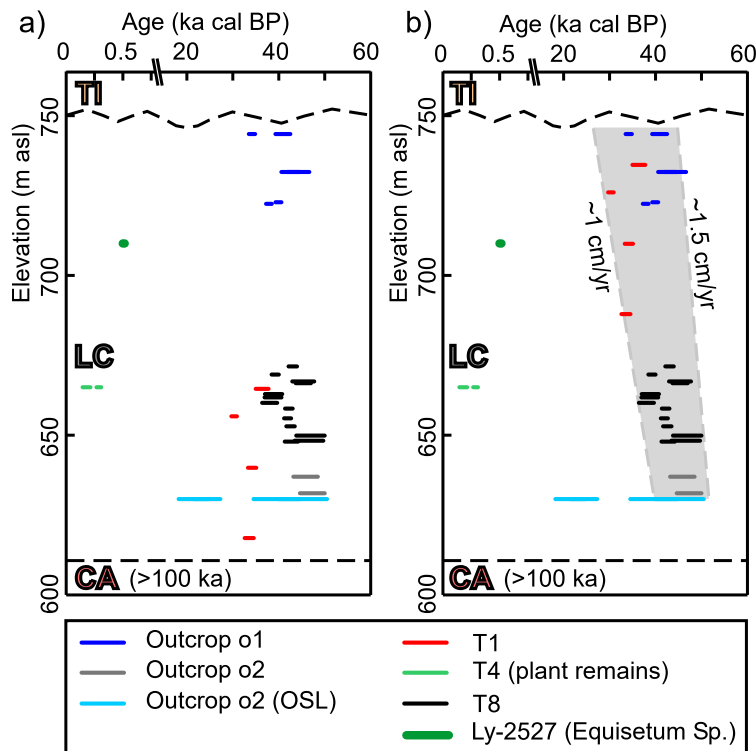 a)
Age (ka cal BP)
0 0.5 20 40 60
Elevation (m asl)
750
700
650
600
TI
LC
CA (>100 ka)
b)
Age (ka cal BP)
0 0.5 20 40 60
Elevation (m asl)
750
700
650
600
TI
LC
CA (>100 ka)
~1 cm/yr
~1.5 cm/yr
Outcrop o1
Outcrop o2
Outcrop o2 (OSL)
T1
T4 (plant remains)
T8
Ly-2527 (Equisetum Sp.)